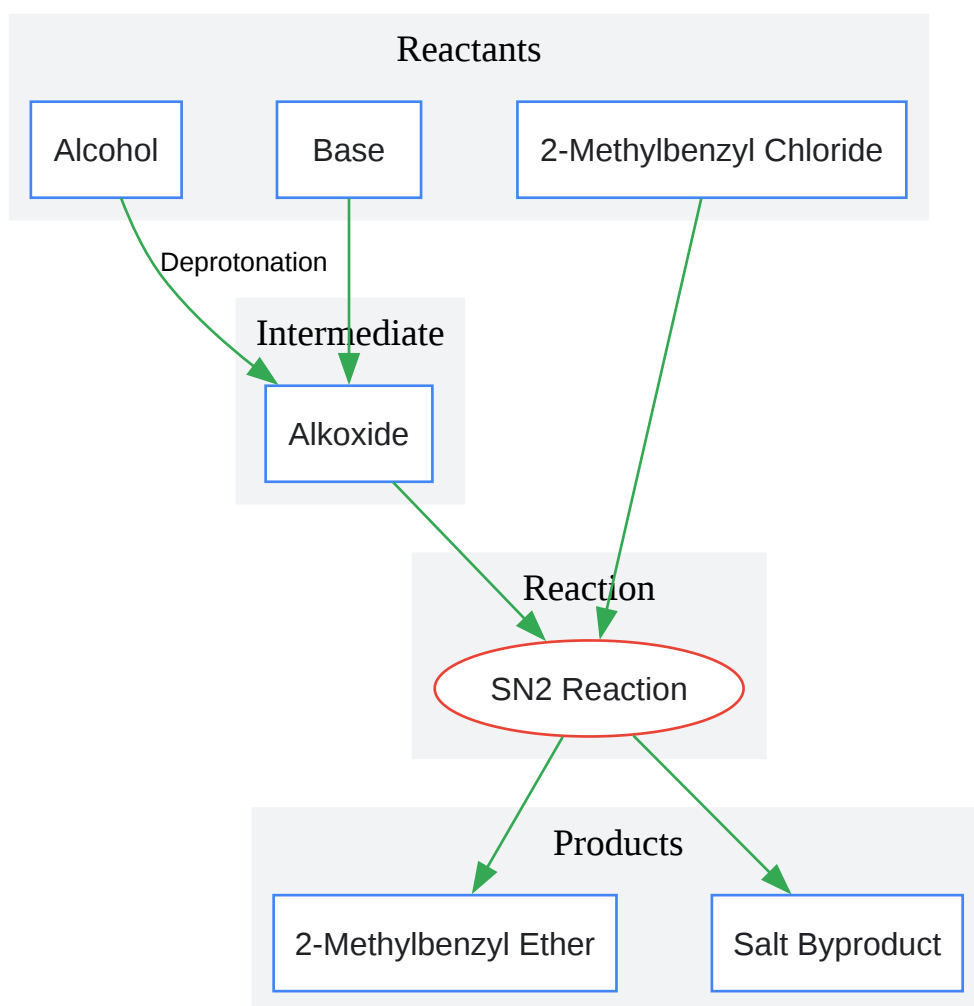 Reactants
Alcohol
Base
2-Methylbenzyl Chloride
Deprotonation
Intermediate
Alkoxide
Reaction
SN2 Reaction
Products
2-Methylbenzyl Ether
Salt Byproduct